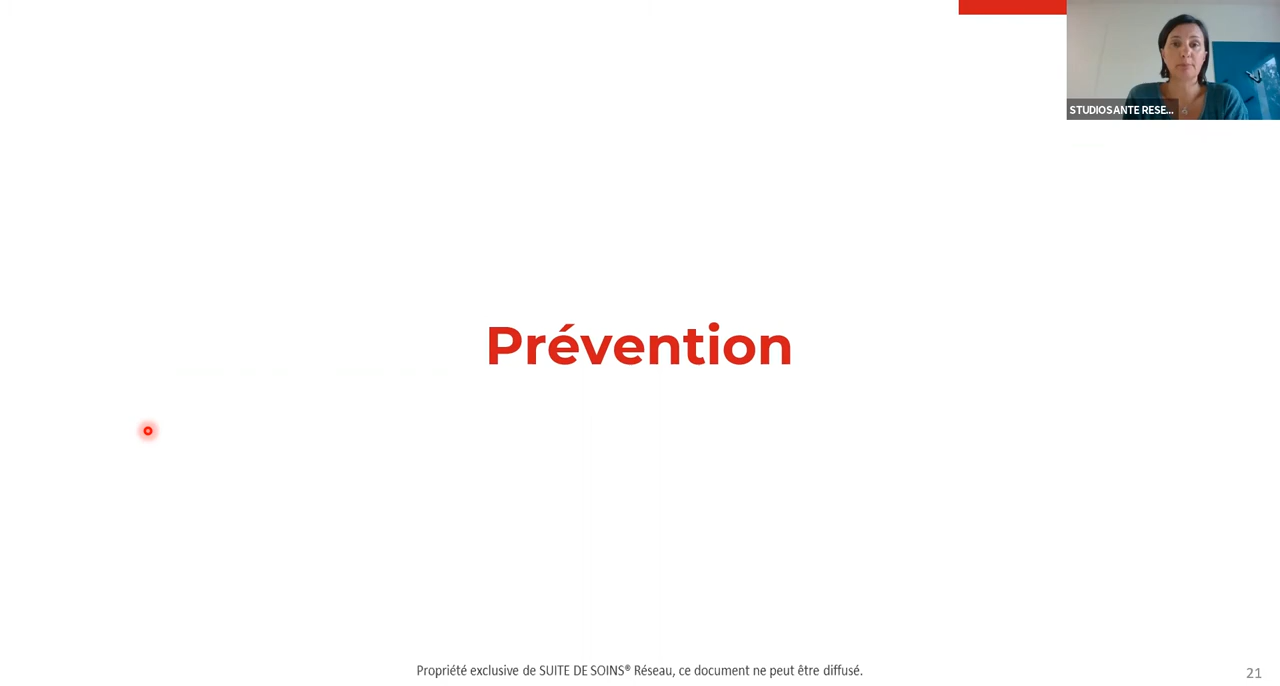 STUDIOSANTE RESE...
Prévention
Propriété exclusive de SUITE DE SOINS® Réseau, ce document ne peut être diffusé.
21